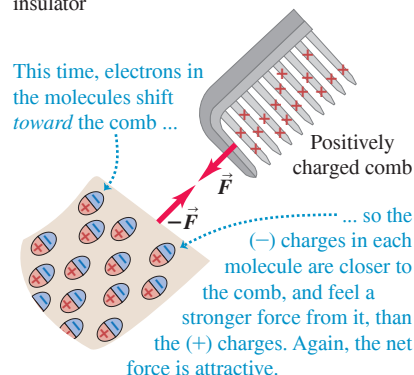 insulator
This time, electrons in
the molecules shift
toward the comb ...
Positively
charged comb
F⃗
−F⃗
... so the
(−) charges in each
molecule are closer to
the comb, and feel a
stronger force from it, than
the (+) charges. Again, the net
force is attractive.